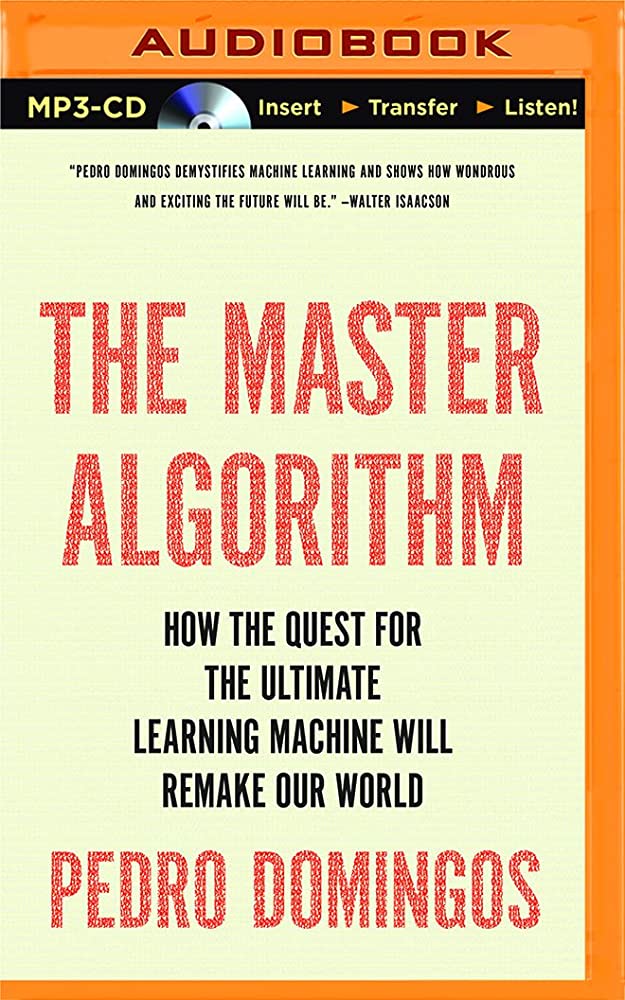 AUDIOBOOK
MP3-CD Insert ► Transfer ► Listen!
"PEDRO DOMINGOS DEMYSTIFIES MACHINE LEARNING AND SHOWS HOW WONDROUS
AND EXCITING THE FUTURE WILL BE." –WALTER ISAACSON
THE MASTER
ALGORITHM
HOW THE QUEST FOR
THE ULTIMATE
LEARNING MACHINE WILL
REMAKE OUR WORLD
PEDRO DOMINGOS